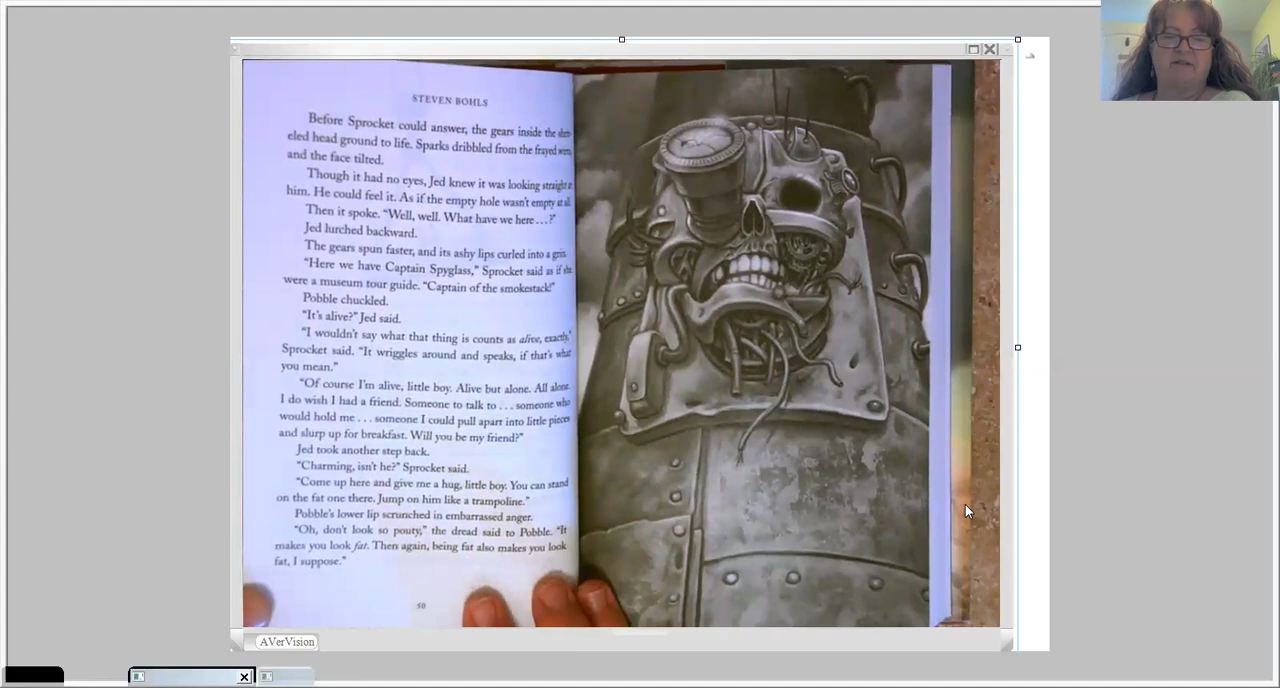 STEVEN BOHLS
Before Sprocket could answer, the gears inside the
eled head ground to life. Sparks dribbled from the frayed wires
and the face tilted.
Though it had no eyes, Jed knew it was looking straight at
him. He could feel it. As if the empty hole wasn't empty at all.
Then it spoke. "Well, well. What have we here . . . ?"
Jed lurched backward.
The gears spun faster, and its ashy lips curled into a grin.
"Here we have Captain Spyglass," Sprocket said as if she
were a museum tour guide. "Captain of the smokestack!"
Pobble chuckled.
"It's alive?" Jed said.
"I wouldn't say what that thing is counts as alive, exactly,"
Sprocket said. "It wriggles around and speaks, if that's what
you mean."
"Of course I'm alive, little boy. Alive but alone. All alone.
I do wish I had a friend. Someone to talk to . . . someone who
would hold me . . . someone I could pull apart into little pieces
and slurp up for breakfast. Will you be my friend?"
Jed took another step back.
"Charming, isn't he?" Sprocket said.
"Come up here and give me a hug, little boy. You can stand
on the fat one there. Jump on him like a trampoline."
Pobble's lower lip scrunched in embarrassed anger.
"Oh, don't look so pouty," the dread said to Pobble. "It
makes you look fat. Then again, being fat also makes you look
fat, I suppose."
50
AVerVision